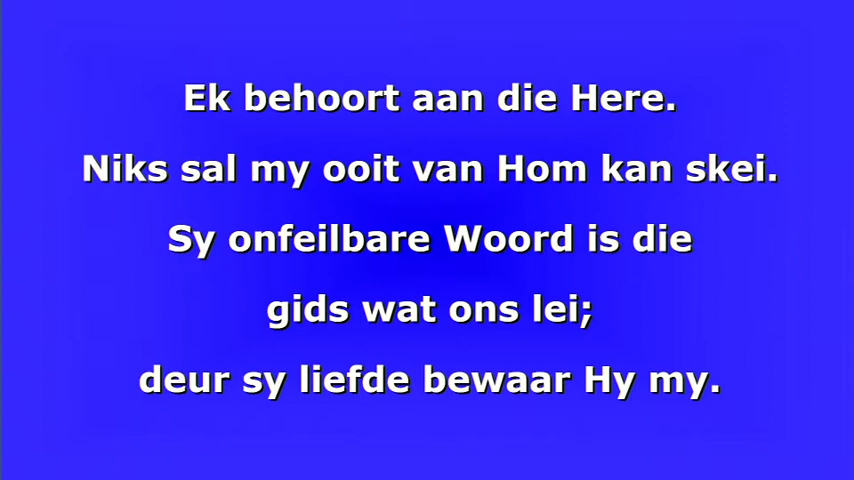 Ek behoort aan die Here.
Niks sal my ooit van Hom kan skei.
Sy onfeilbare Woord is die
gids wat ons lei;
deur sy liefde bewaar Hy my.